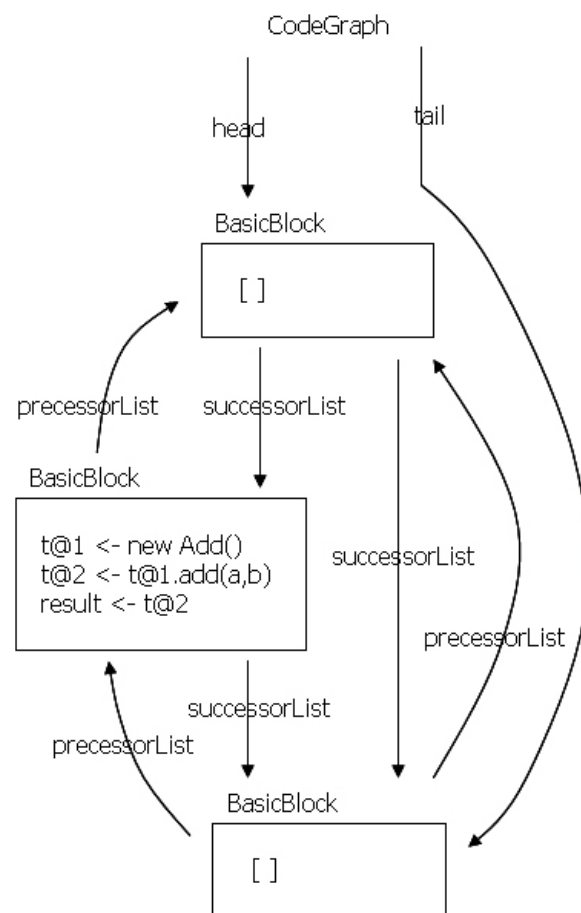 CodeGraph
tail
head
BasicBlock
[ ]
precessorList
successorList
BasicBlock
t@1 <- new Add()
t@2 <- t@1.add(a,b)
result <- t@2
successorList
precessorList
successorList
precessorList
BasicBlock
[ ]